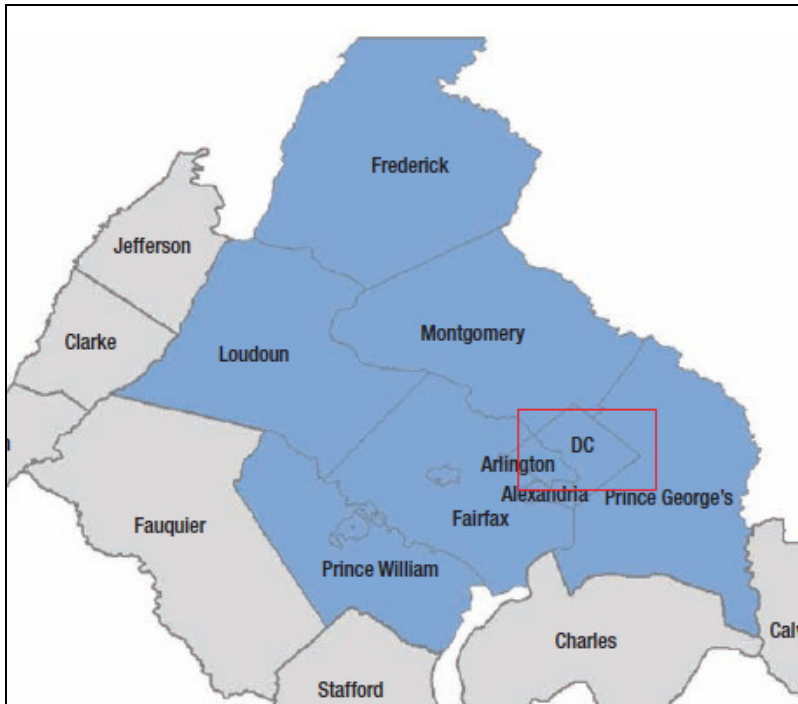 Frederick
Jefferson
Montgomery
Clarke
Loudoun
DC
Arlington
Alexandria
Prince George's
Fairfax
Fauquier
Prince William
Charles
Stafford